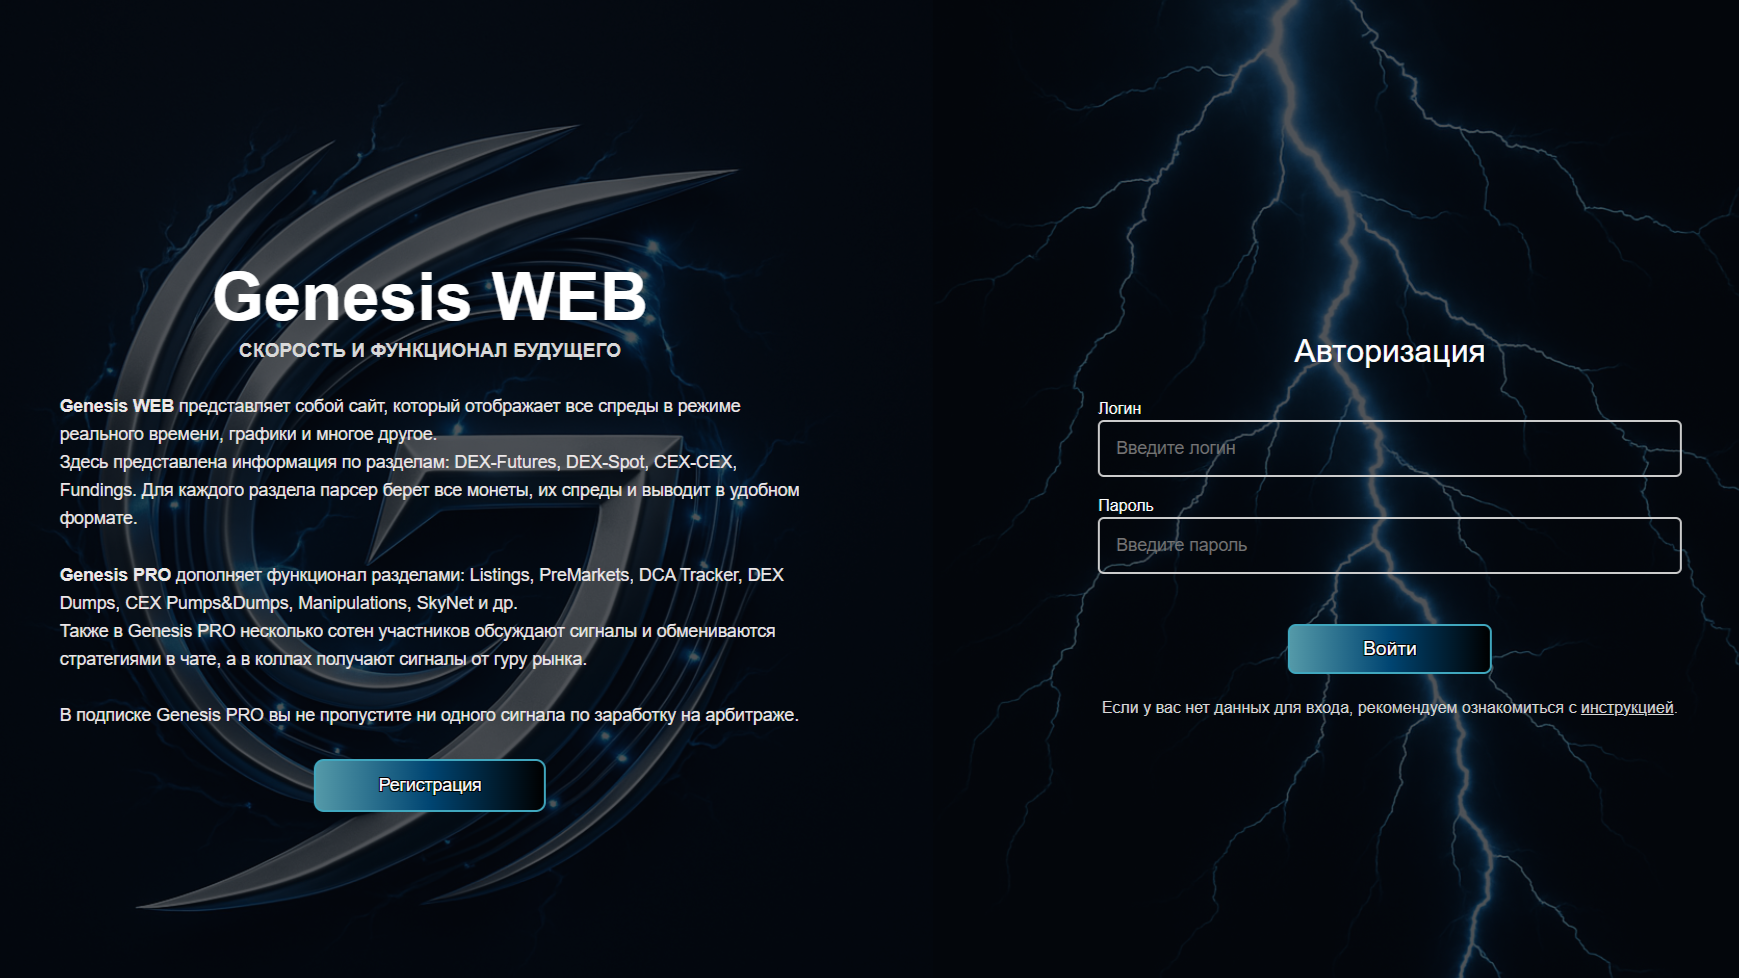 Genesis WEB
СКОРОСТЬ И ФУНКЦИОНАЛ БУДУЩЕГО
Genesis WEB представляет собой сайт, который отображает все спреды в режиме
реального времени, графики и многое другое.
Здесь представлена информация по разделам: DEX-Futures, DEX-Spot, CEX-CEX,
Fundings. Для каждого раздела парсер берет все монеты, их спреды и выводит в удобном
формате.
Genesis PRO дополняет функционал разделами: Listings, PreMarkets, DCA Tracker, DEX
Dumps, CEX Pumps&Dumps, Manipulations, SkyNet и др.
Также в Genesis PRO несколько сотен участников обсуждают сигналы и обмениваются
стратегиями в чате, а в коллах получают сигналы от гуру рынка.
В подписке Genesis PRO вы не пропустите ни одного сигнала по заработку на арбитраже.
Регистрация
Авторизация
Логин
Введите логин
Пароль
Введите пароль
Войти
Если у вас нет данных для входа, рекомендуем ознакомиться с инструкцией.